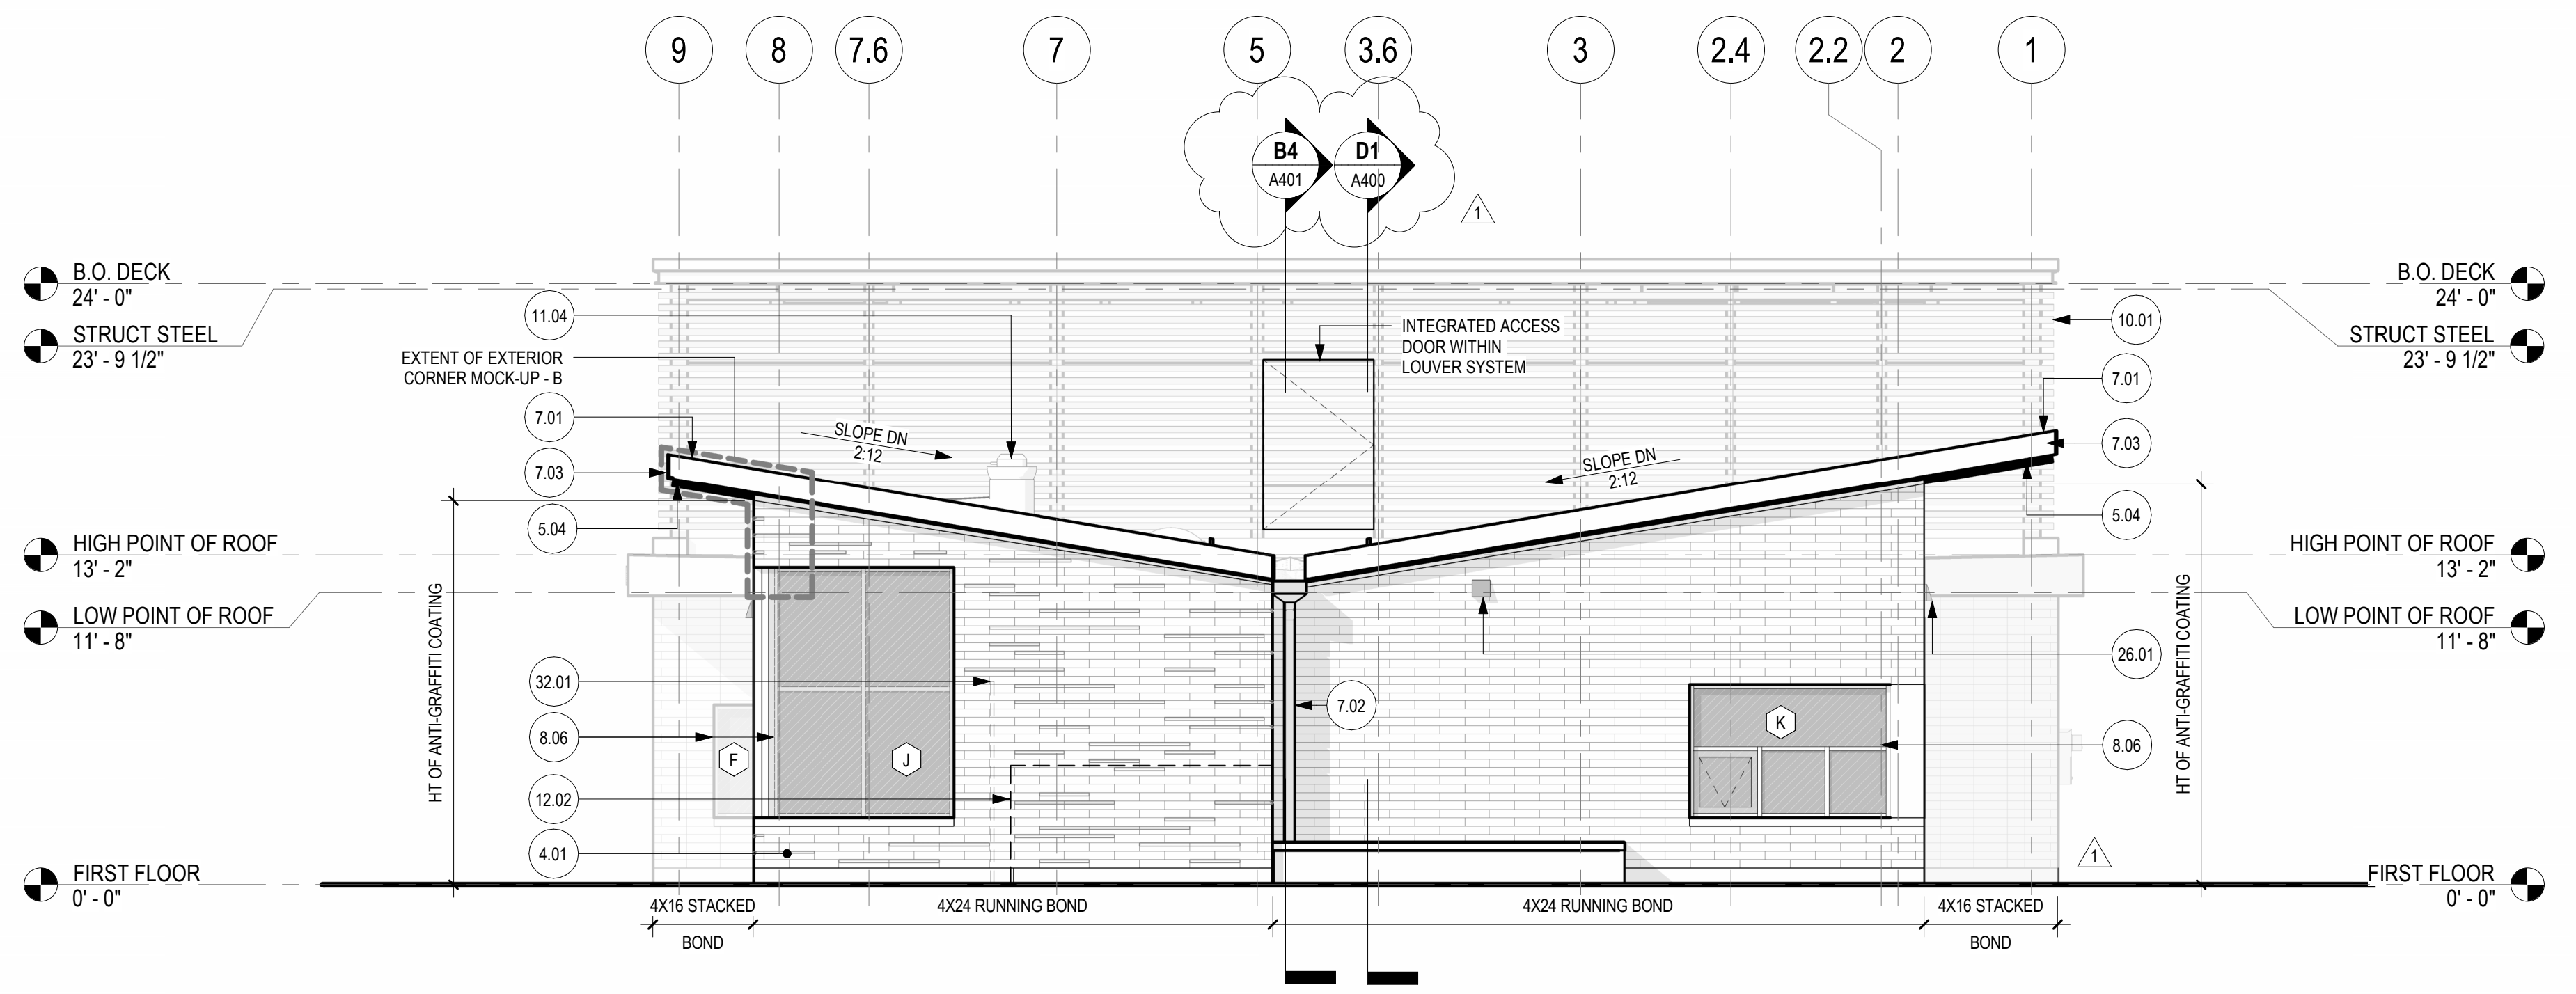 9 8 7.6 7 5 3.6 3 2.4 2.2 2 1
B4 D1
A401 A400
1
B.O. DECK
24' - 0"
STRUCT STEEL
23' - 9 1/2"
HIGH POINT OF ROOF
13' - 2"
LOW POINT OF ROOF
11' - 8"
FIRST FLOOR
0' - 0"
11.04
EXTENT OF EXTERIOR
CORNER MOCK-UP - B
7.01
7.03
5.04
HT OF ANTI-GRAFFITI COATING
32.01
8.06
12.02
4.01
SLOPE DN
2:12
INTEGRATED ACCESS
DOOR WITHIN
LOUVER SYSTEM
SLOPE DN
2:12
F
J
7.02
K
10.01
7.01
7.03
5.04
26.01
8.06
1
HT OF ANTI-GRAFFITI COATING
B.O. DECK
24' - 0"
STRUCT STEEL
23' - 9 1/2"
HIGH POINT OF ROOF
13' - 2"
LOW POINT OF ROOF
11' - 8"
FIRST FLOOR
0' - 0"
4X16 STACKED
BOND
4X24 RUNNING BOND
4X24 RUNNING BOND
4X16 STACKED
BOND